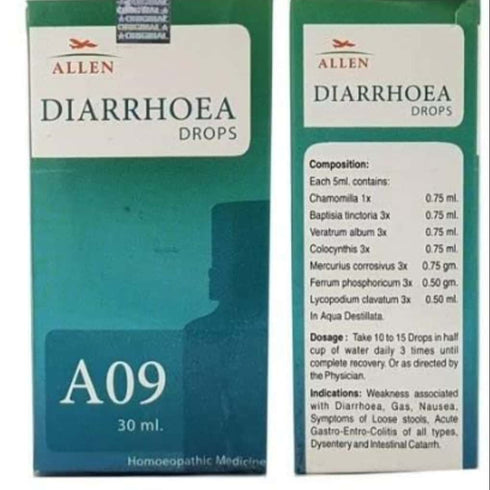 ORIGINAL
ORIGINAL
ALLEN
DIARRHOEA
DROPS
A09
30 ml.
Homoeopathic Medicine
ALLEN
DIARRHOEA
DROPS
Composition:
Each 5ml. contains:
Chamomilla 1x 0.75 ml.
Baptisia tinctoria 3x 0.75 ml.
Veratrum album 3x 0.75 ml.
Colocynthis 3x 0.75 ml.
Mercurius corrosivus 3x 0.75 gm.
Ferrum phosphoricum 3x 0.50 gm.
Lycopodium clavatum 3x 0.50 ml.
In Aqua Destillata.
Dosage : Take 10 to 15 Drops in half
cup of water daily 3 times until
complete recovery. Or as directed by
the Physician.
Indications: Weakness associated
with Diarrhoea, Gas, Nausea,
Symptoms of Loose stools, Acute
Gastro-Entro-Colitis of all types,
Dysentery and Intestinal Catarrh.